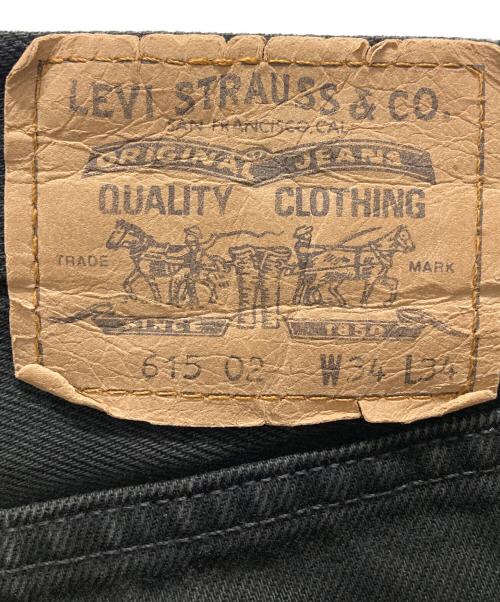 LEVI STRAUSS & CO.
SAN FRANCISCO, CAL.
ORIGINAL JEANS
QUALITY CLOTHING
TRADE MARK
SINCE 1850
615 02 W34 L34